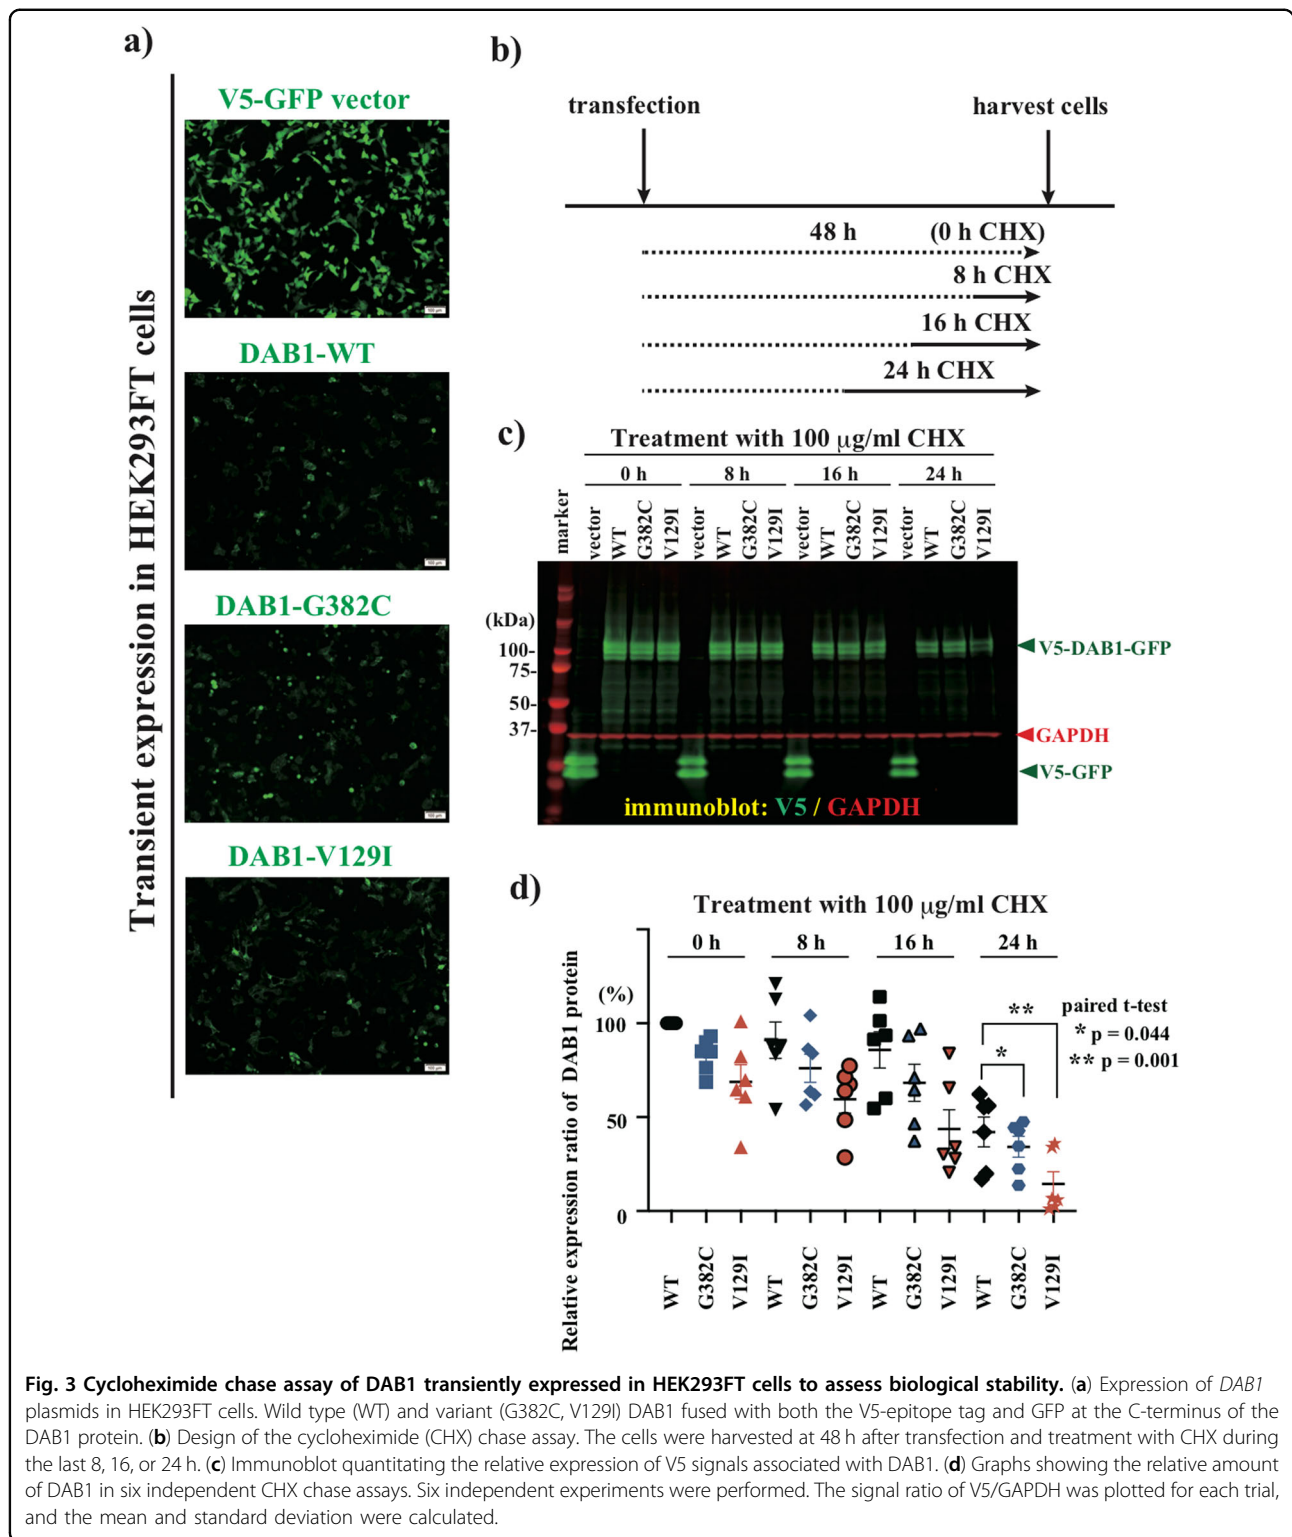 a)
Transient expression in HEK293FT cells
V5-GFP vector
DAB1-WT
DAB1-G382C
DAB1-V129I
b)
transfection
harvest cells
48 h (0 h CHX)
8 h CHX
16 h CHX
24 h CHX
c)
Treatment with 100 μg/ml CHX
0 h 8 h 16 h 24 h
marker vector WT G382C V129I vector WT G382C V129I vector WT G382C V129I vector WT G382C V129I
(kDa)
100-
75-
50-
37-
V5-DAB1-GFP
GAPDH
V5-GFP
immunoblot: V5 / GAPDH
d)
Treatment with 100 μg/ml CHX
0 h 8 h 16 h 24 h
Relative expression ratio of DAB1 protein
(%)
100
50
0
** paired t-test
* p = 0.044
*
** p = 0.001
WT G382C V129I WT G382C V129I WT G382C V129I WT G382C V129I
Fig. 3 Cycloheximide chase assay of DAB1 transiently expressed in HEK293FT cells to assess biological stability. (a) Expression of DAB1
plasmids in HEK293FT cells. Wild type (WT) and variant (G382C, V129I) DAB1 fused with both the V5-epitope tag and GFP at the C-terminus of the
DAB1 protein. (b) Design of the cycloheximide (CHX) chase assay. The cells were harvested at 48 h after transfection and treatment with CHX during
the last 8, 16, or 24 h. (c) Immunoblot quantitating the relative expression of V5 signals associated with DAB1. (d) Graphs showing the relative amount
of DAB1 in six independent CHX chase assays. Six independent experiments were performed. The signal ratio of V5/GAPDH was plotted for each trial,
and the mean and standard deviation were calculated.